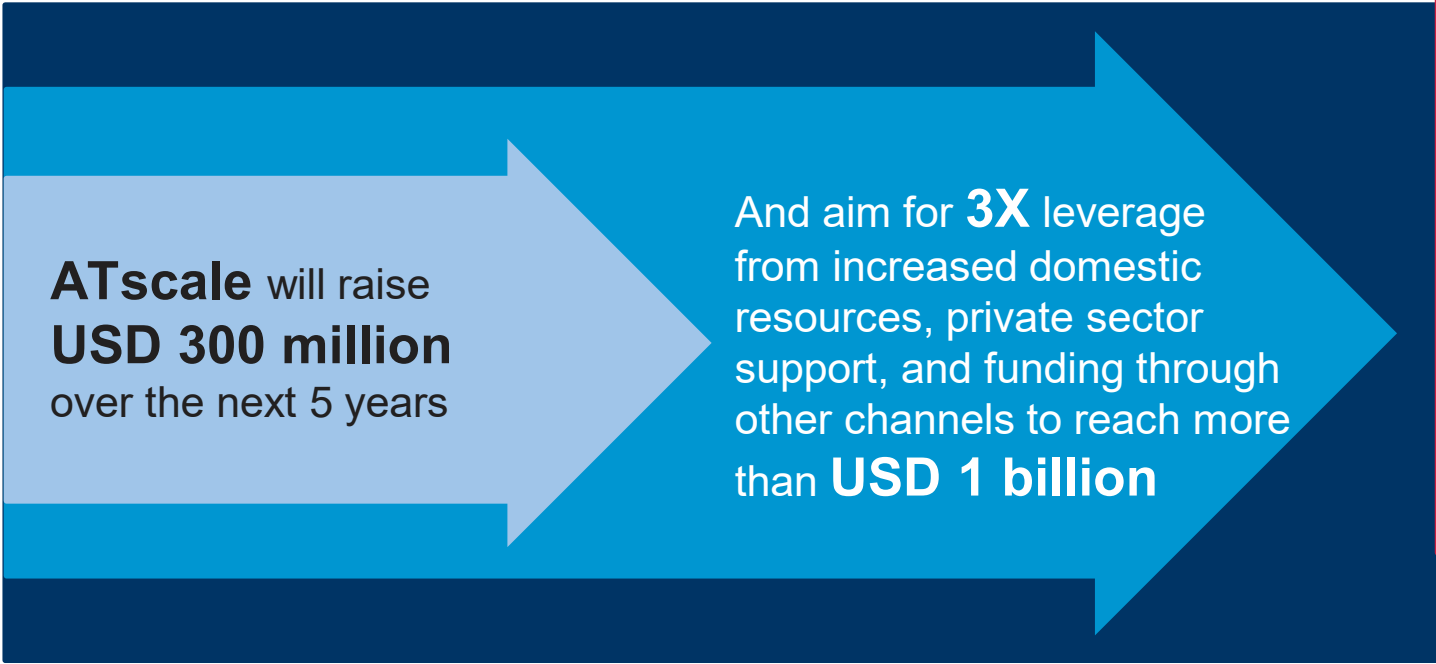 ATscale will raise
USD 300 million
over the next 5 years
And aim for 3X leverage
from increased domestic
resources, private sector
support, and funding through
other channels to reach more
than USD 1 billion